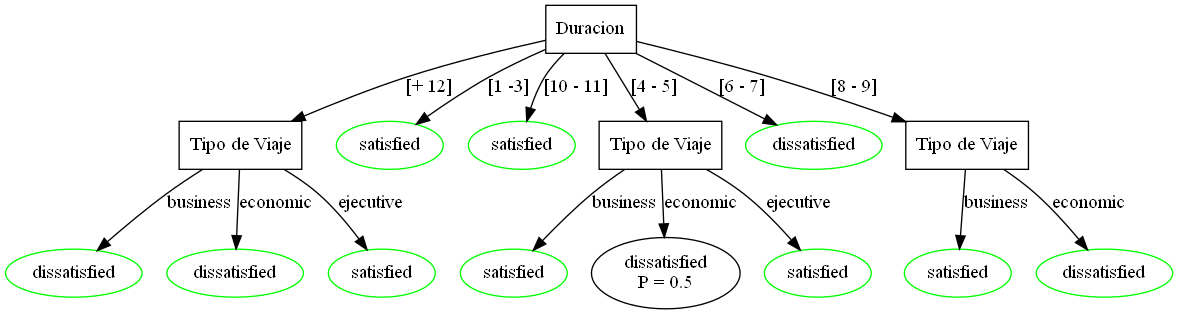 Duracion
[+ 12]
[1 -3]
[10 - 11]
[4 - 5]
[6 - 7]
[8 - 9]
Tipo de Viaje
satisfied
satisfied
Tipo de Viaje
dissatisfied
Tipo de Viaje
business
economic
ejecutive
business
economic
ejecutive
business
economic
dissatisfied
dissatisfied
satisfied
satisfied
dissatisfied
P = 0.5
satisfied
satisfied
dissatisfied